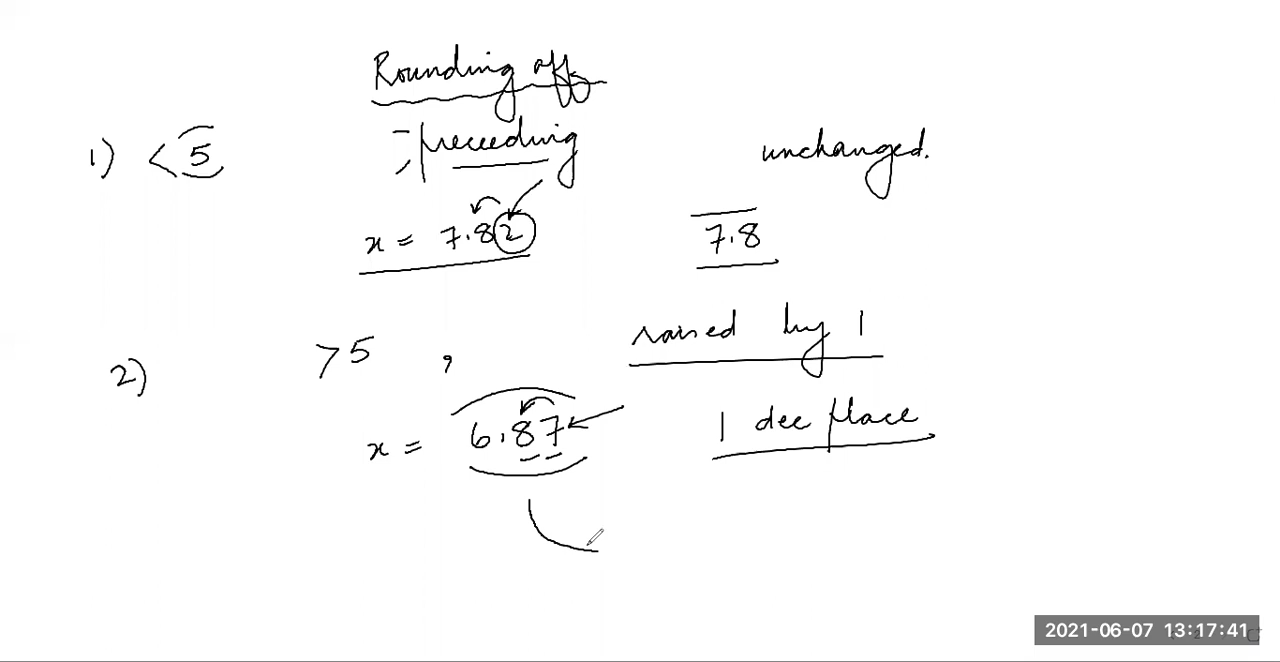 Rounding off
1) < 5 , preceeding unchanged.
x = 7.82 7.8
2) > 5 , raised by 1
x = 6.87 1 dec place
2021-06-07 13:17:41